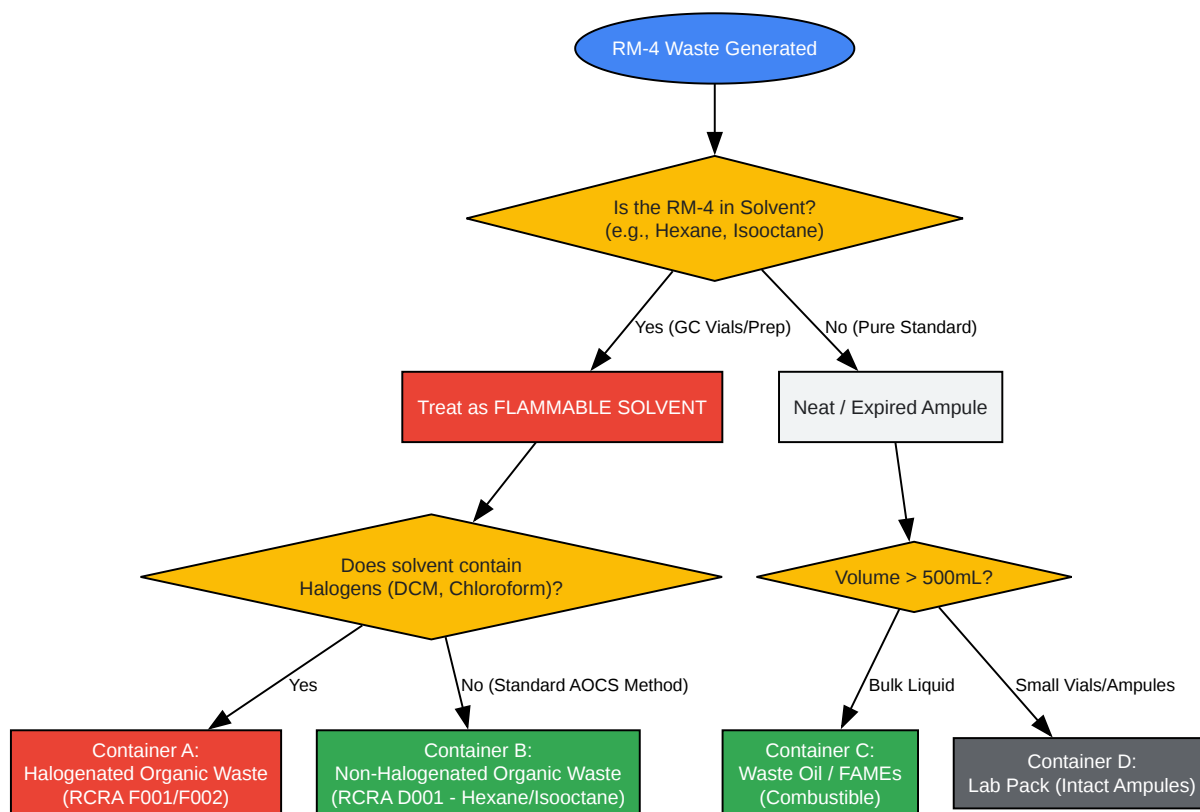 RM-4 Waste Generated
Is the RM-4 in Solvent?
(e.g., Hexane, Isooctane)
Yes (GC Vials/Prep)
No (Pure Standard)
Treat as FLAMMABLE SOLVENT
Neat / Expired Ampule
Does solvent contain
Halogens (DCM, Chloroform)?
Volume > 500mL?
Yes
No (Standard AOCS Method)
Bulk Liquid
Small Vials/Ampules
Container A:
Halogenated Organic Waste
(RCRA F001/F002)
Container B:
Non-Halogenated Organic Waste
(RCRA D001 - Hexane/Isooctane)
Container C:
Waste Oil / FAMEs
(Combustible)
Container D:
Lab Pack (Intact Ampules)